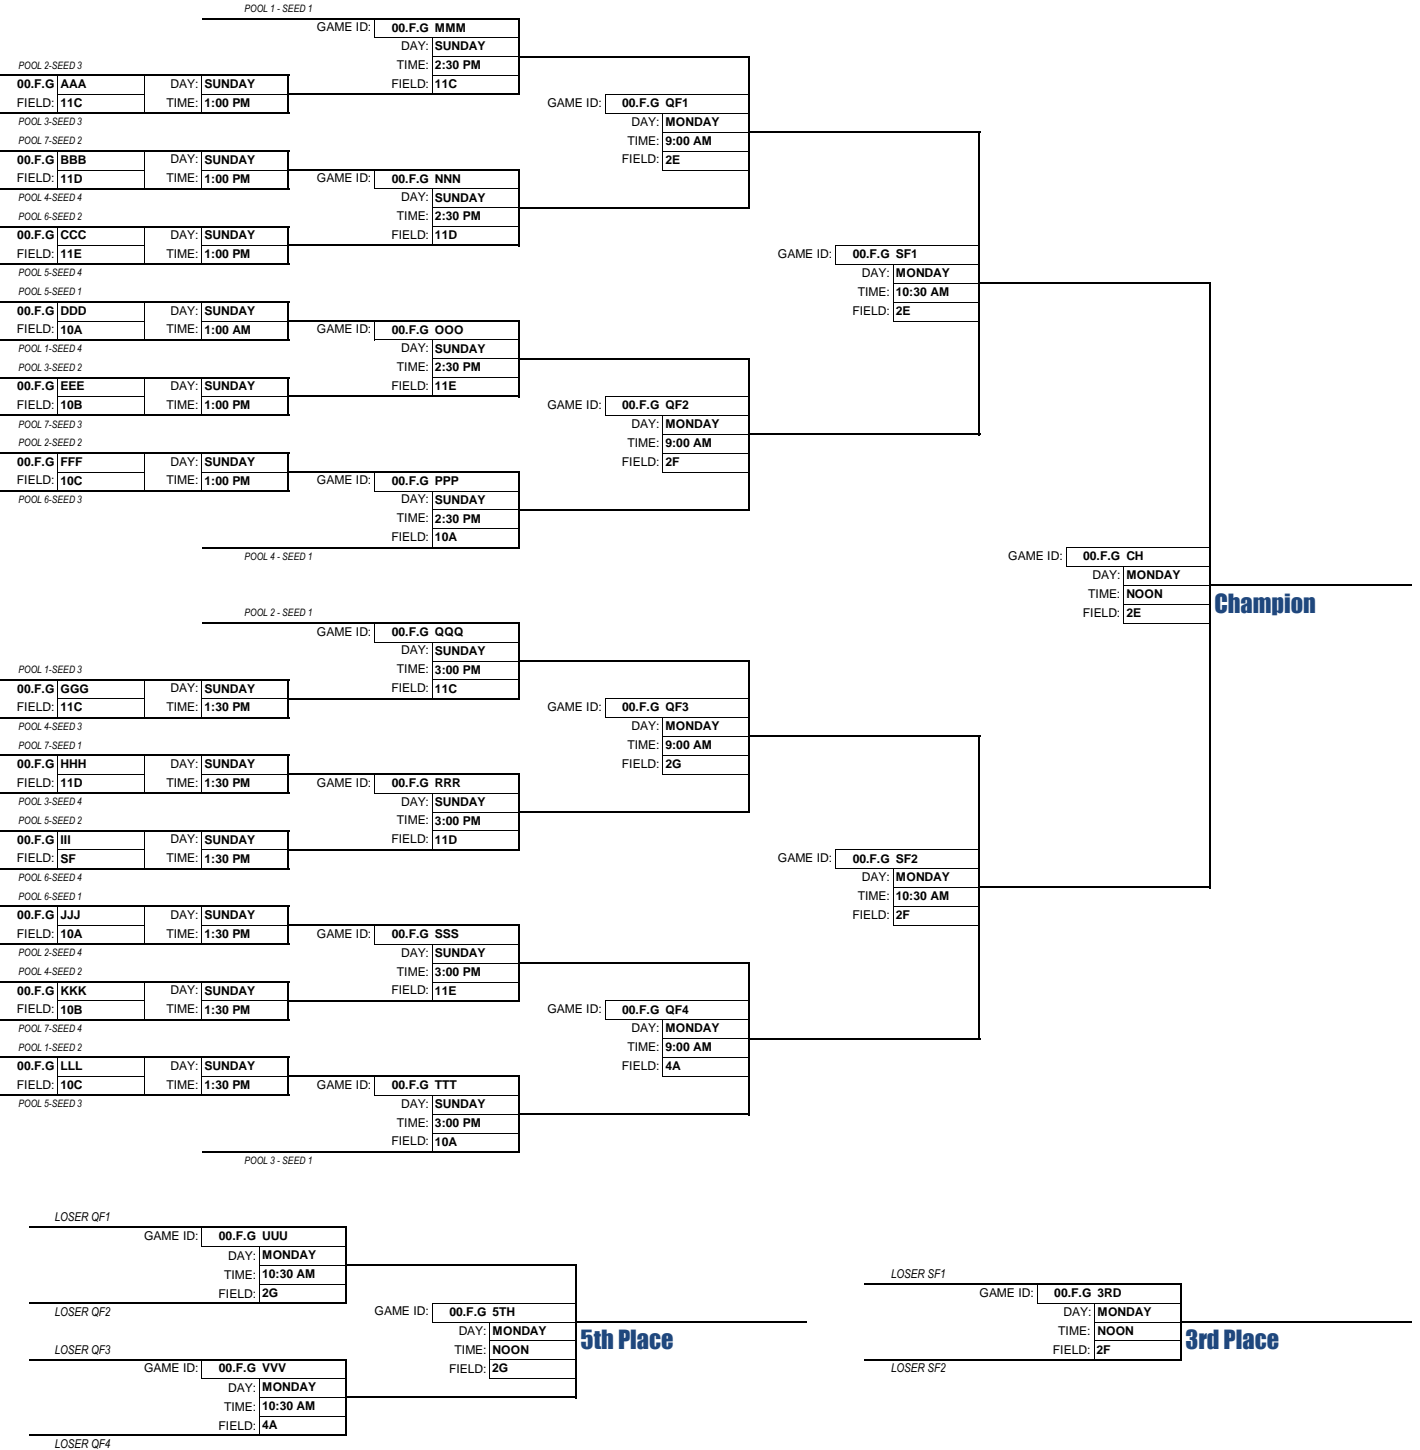 POOL 1 - SEED 1
GAME ID: 00.F.G MMM
DAY: SUNDAY
TIME: 2:30 PM
FIELD: 11C
POOL 2-SEED 3
00.F.G AAA DAY: SUNDAY
FIELD: 11C TIME: 1:00 PM
POOL 3-SEED 3
POOL 7-SEED 2
00.F.G BBB DAY: SUNDAY
FIELD: 11D TIME: 1:00 PM
POOL 4-SEED 4
GAME ID: 00.F.G NNN
DAY: SUNDAY
TIME: 2:30 PM
FIELD: 11D
POOL 6-SEED 2
00.F.G CCC DAY: SUNDAY
FIELD: 11E TIME: 1:00 PM
POOL 5-SEED 4
GAME ID: 00.F.G QF1
DAY: MONDAY
TIME: 9:00 AM
FIELD: 2E
POOL 5-SEED 1
00.F.G DDD DAY: SUNDAY
FIELD: 10A TIME: 1:00 AM
POOL 1-SEED 4
GAME ID: 00.F.G OOO
DAY: SUNDAY
TIME: 2:30 PM
FIELD: 11E
POOL 3-SEED 2
00.F.G EEE DAY: SUNDAY
FIELD: 10B TIME: 1:00 PM
POOL 7-SEED 3
POOL 2-SEED 2
00.F.G FFF DAY: SUNDAY
FIELD: 10C TIME: 1:00 PM
POOL 6-SEED 3
GAME ID: 00.F.G PPP
DAY: SUNDAY
TIME: 2:30 PM
FIELD: 10A
POOL 4 - SEED 1
GAME ID: 00.F.G QF2
DAY: MONDAY
TIME: 9:00 AM
FIELD: 2F
GAME ID: 00.F.G SF1
DAY: MONDAY
TIME: 10:30 AM
FIELD: 2E
GAME ID: 00.F.G CH
DAY: MONDAY
TIME: NOON
FIELD: 2E
Champion
POOL 2 - SEED 1
GAME ID: 00.F.G QQQ
DAY: SUNDAY
TIME: 3:00 PM
FIELD: 11C
POOL 1-SEED 3
00.F.G GGG DAY: SUNDAY
FIELD: 11C TIME: 1:30 PM
POOL 4-SEED 3
POOL 7-SEED 1
00.F.G HHH DAY: SUNDAY
FIELD: 11D TIME: 1:30 PM
POOL 3-SEED 4
GAME ID: 00.F.G RRR
DAY: SUNDAY
TIME: 3:00 PM
FIELD: 11D
POOL 5-SEED 2
00.F.G III DAY: SUNDAY
FIELD: SF TIME: 1:30 PM
POOL 6-SEED 4
GAME ID: 00.F.G QF3
DAY: MONDAY
TIME: 9:00 AM
FIELD: 2G
POOL 6-SEED 1
00.F.G JJJ DAY: SUNDAY
FIELD: 10A TIME: 1:30 PM
POOL 2-SEED 4
GAME ID: 00.F.G SSS
DAY: SUNDAY
TIME: 3:00 PM
FIELD: 11E
POOL 4-SEED 2
00.F.G KKK DAY: SUNDAY
FIELD: 10B TIME: 1:30 PM
POOL 7-SEED 4
POOL 1-SEED 2
00.F.G LLL DAY: SUNDAY
FIELD: 10C TIME: 1:30 PM
POOL 5-SEED 3
GAME ID: 00.F.G TTT
DAY: SUNDAY
TIME: 3:00 PM
FIELD: 10A
POOL 3 - SEED 1
GAME ID: 00.F.G QF4
DAY: MONDAY
TIME: 9:00 AM
FIELD: 4A
GAME ID: 00.F.G SF2
DAY: MONDAY
TIME: 10:30 AM
FIELD: 2F
LOSER QF1
GAME ID: 00.F.G UUU
DAY: MONDAY
TIME: 10:30 AM
FIELD: 2G
LOSER QF2
LOSER QF3
GAME ID: 00.F.G VVV
DAY: MONDAY
TIME: 10:30 AM
FIELD: 4A
LOSER QF4
GAME ID: 00.F.G 5TH
DAY: MONDAY
TIME: NOON
FIELD: 2G
5th Place
LOSER SF1
GAME ID: 00.F.G 3RD
DAY: MONDAY
TIME: NOON
FIELD: 2F
LOSER SF2
3rd Place